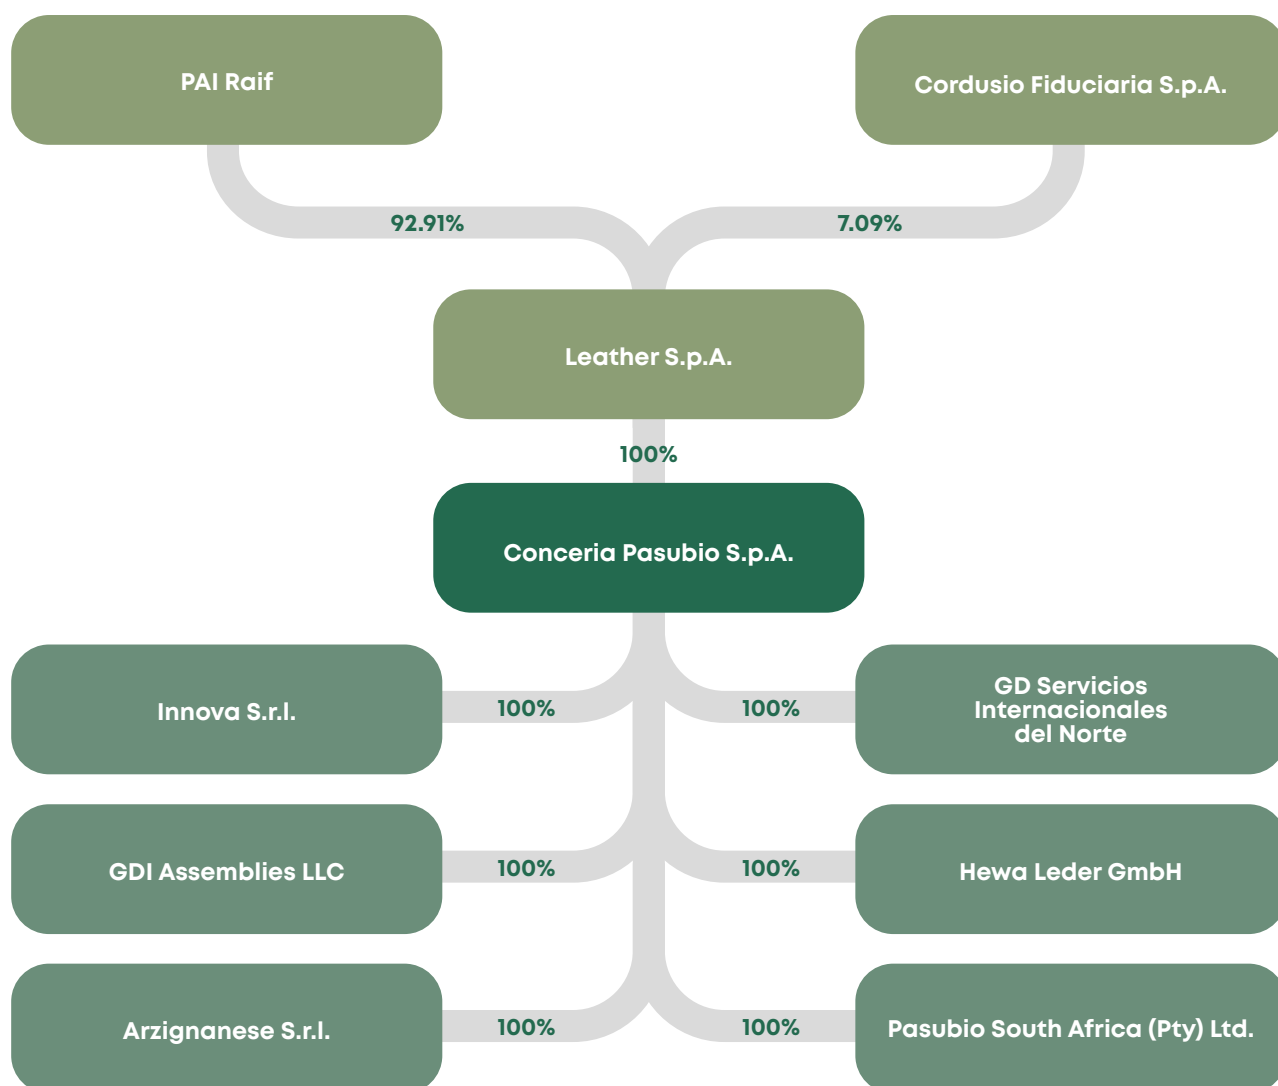 PAI Raif
Cordusio Fiduciaria S.p.A.
92.91%
7.09%
Leather S.p.A.
100%
Conceria Pasubio S.p.A.
Innova S.r.l.
100%
100%
GD Servicios
Internacionales
del Norte
GDI Assemblies LLC
100%
100%
Hewa Leder GmbH
Arzignanese S.r.l.
100%
100%
Pasubio South Africa (Pty) Ltd.